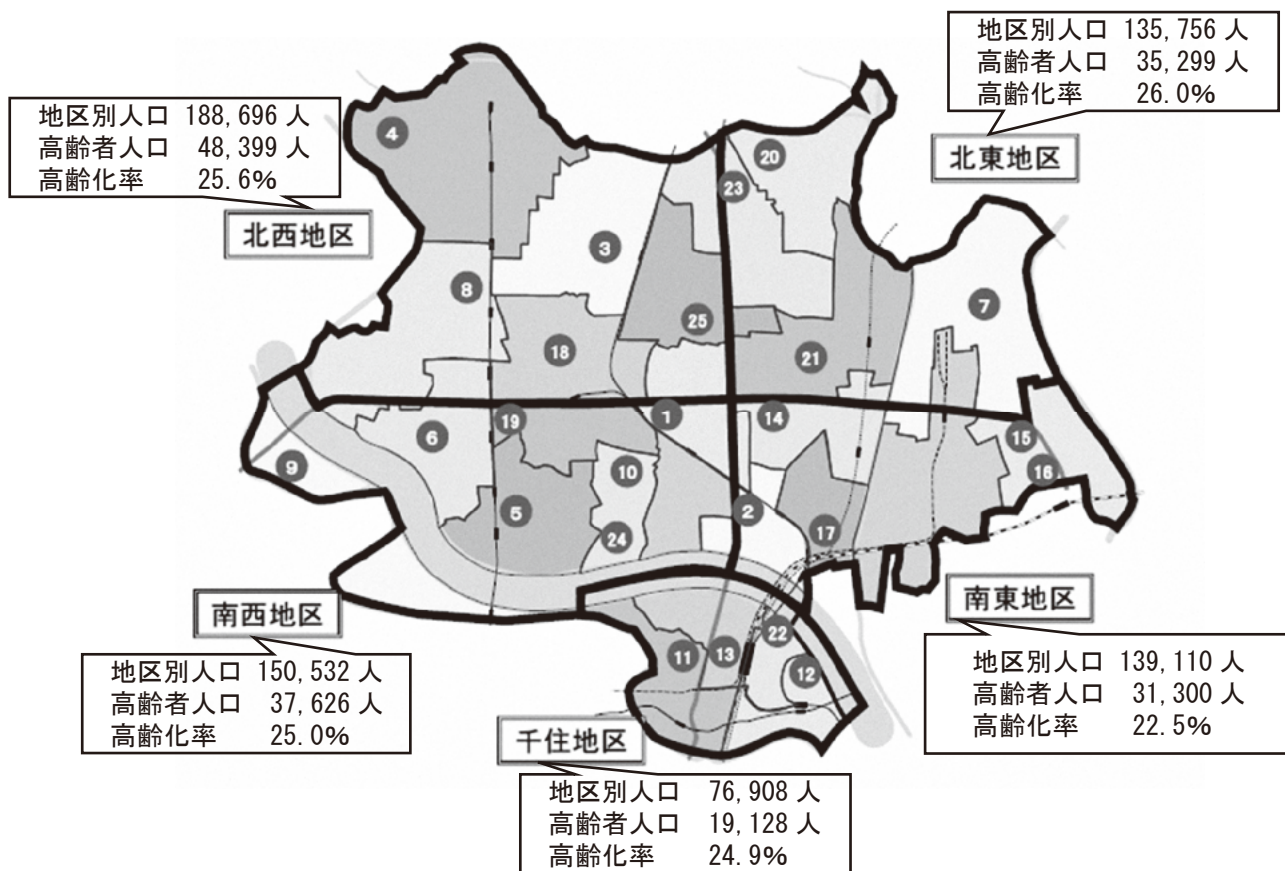 地区別人口 135,756 人
高齢者人口 35,299 人
高齢化率 26.0%
北東地区
地区別人口 188,696 人
高齢者人口 48,399 人
高齢化率 25.6%
北西地区
4
20
23
3
8
7
25
18
21
19
1
14
6
15
9
10
16
5
2
17
24
南西地区
地区別人口 150,532 人
高齢者人口 37,626 人
高齢化率 25.0%
南東地区
地区別人口 139,110 人
高齢者人口 31,300 人
高齢化率 22.5%
22
11
13
12
千住地区
地区別人口 76,908 人
高齢者人口 19,128 人
高齢化率 24.9%